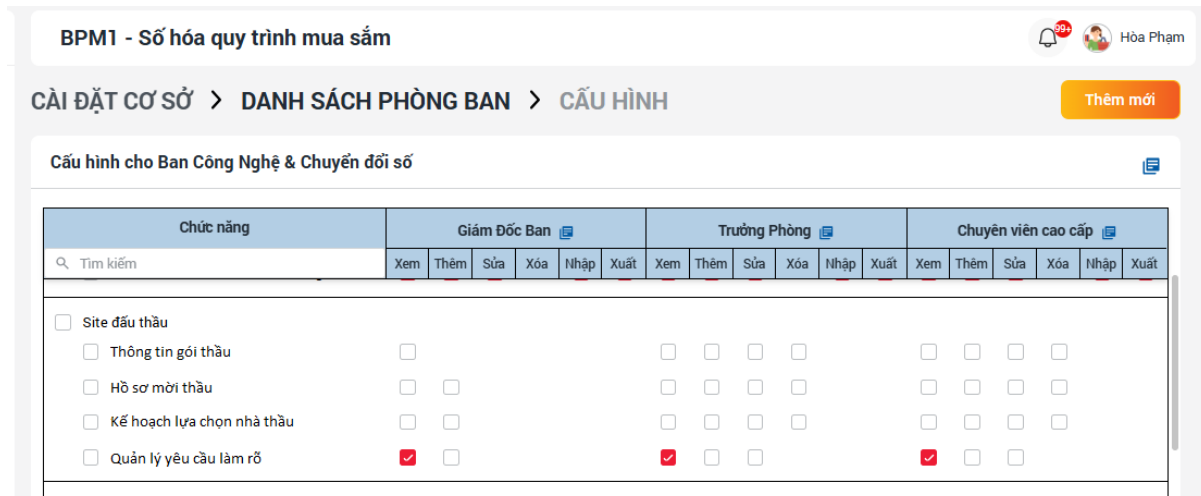 BPM1 - Số hóa quy trình mua sắm
99+
Hòa Phạm
CÀI ĐẶT CƠ SỞ > DANH SÁCH PHÒNG BAN > CẤU HÌNH
Thêm mới
Cấu hình cho Ban Công Nghệ & Chuyển đổi số
Chức năng Giám Đốc Ban Trưởng Phòng Chuyên viên cao cấp
Tìm kiếm Xem Thêm Sửa Xóa Nhập Xuất Xem Thêm Sửa Xóa Nhập Xuất Xem Thêm Sửa Xóa Nhập Xuất
Site đấu thầu
Thông tin gói thầu
Hồ sơ mời thầu
Kế hoạch lựa chọn nhà thầu
Quản lý yêu cầu làm rõ